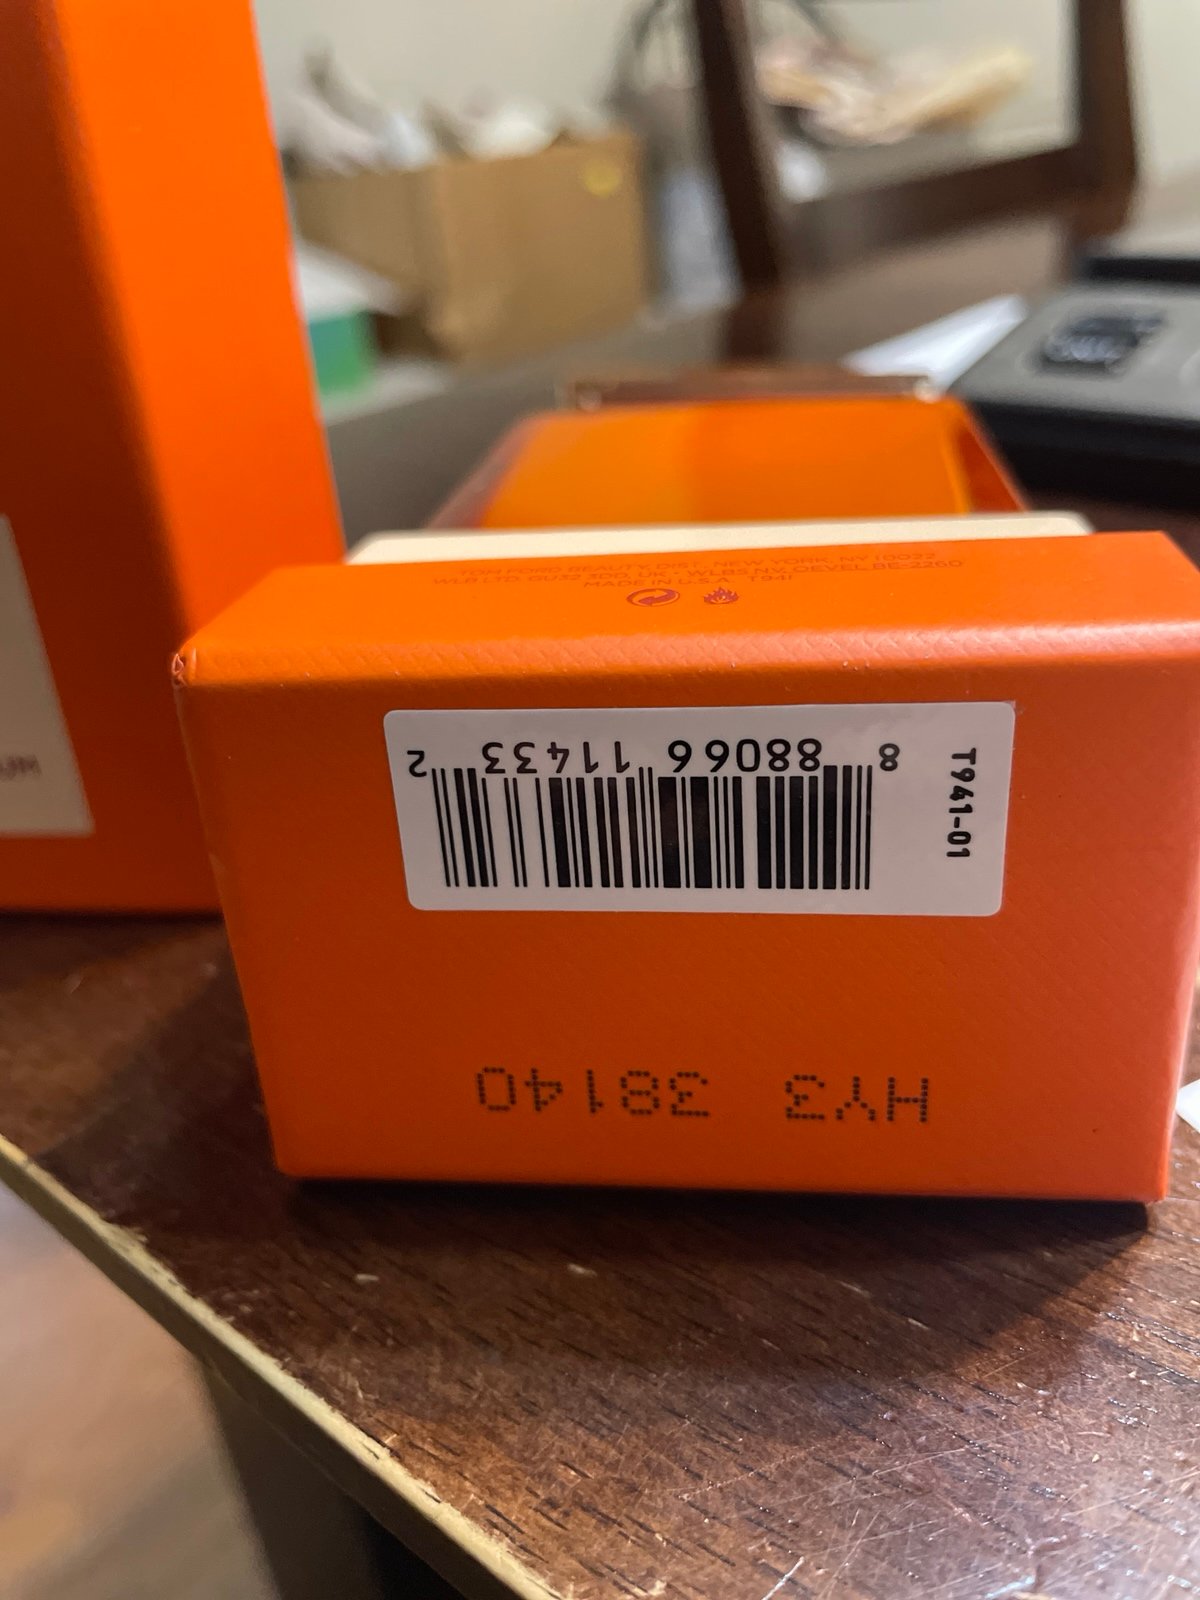 TOM FORD BEAUTY, DIST. NEW YORK, NY 10022
WLB LTD. GU32 3DD, UK - WLBS NV, OEVEL BE-2260
MADE IN U.S.A. T941
8 88066 11433 2
T941-01
HY3 38140